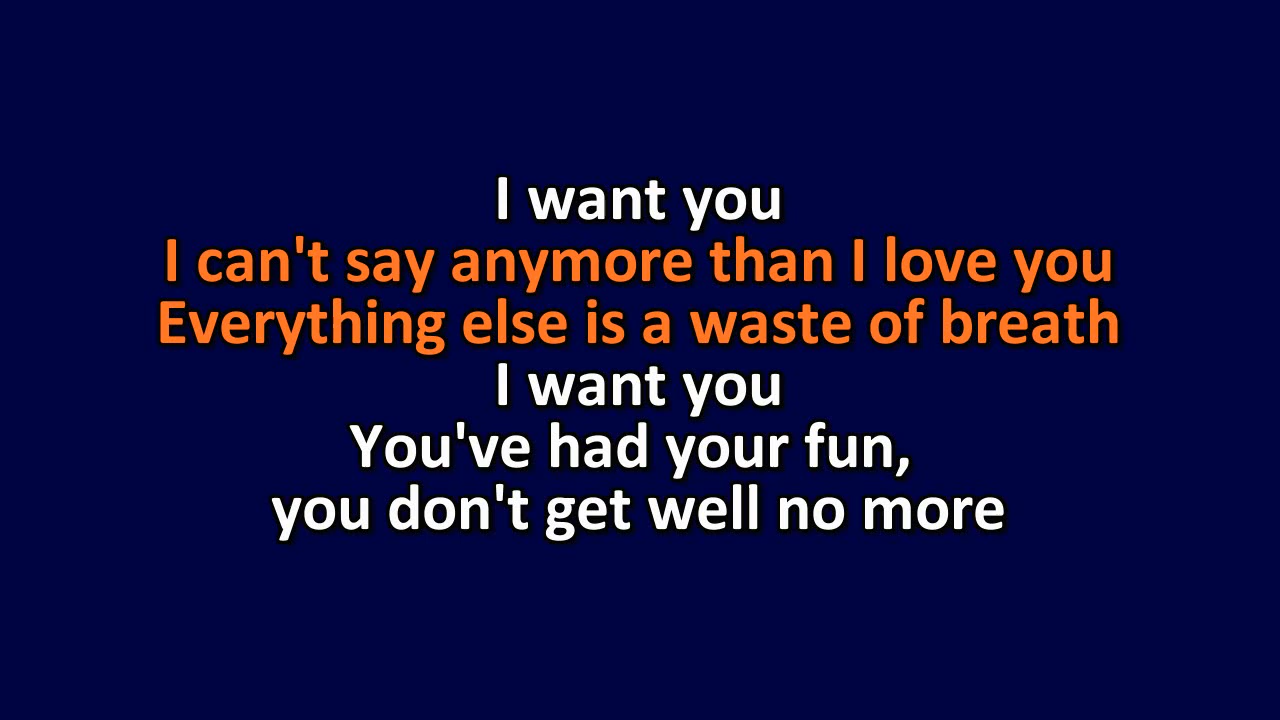 I want you
I can't say anymore than I love you
Everything else is a waste of breath
I want you
You've had your fun,
you don't get well no more